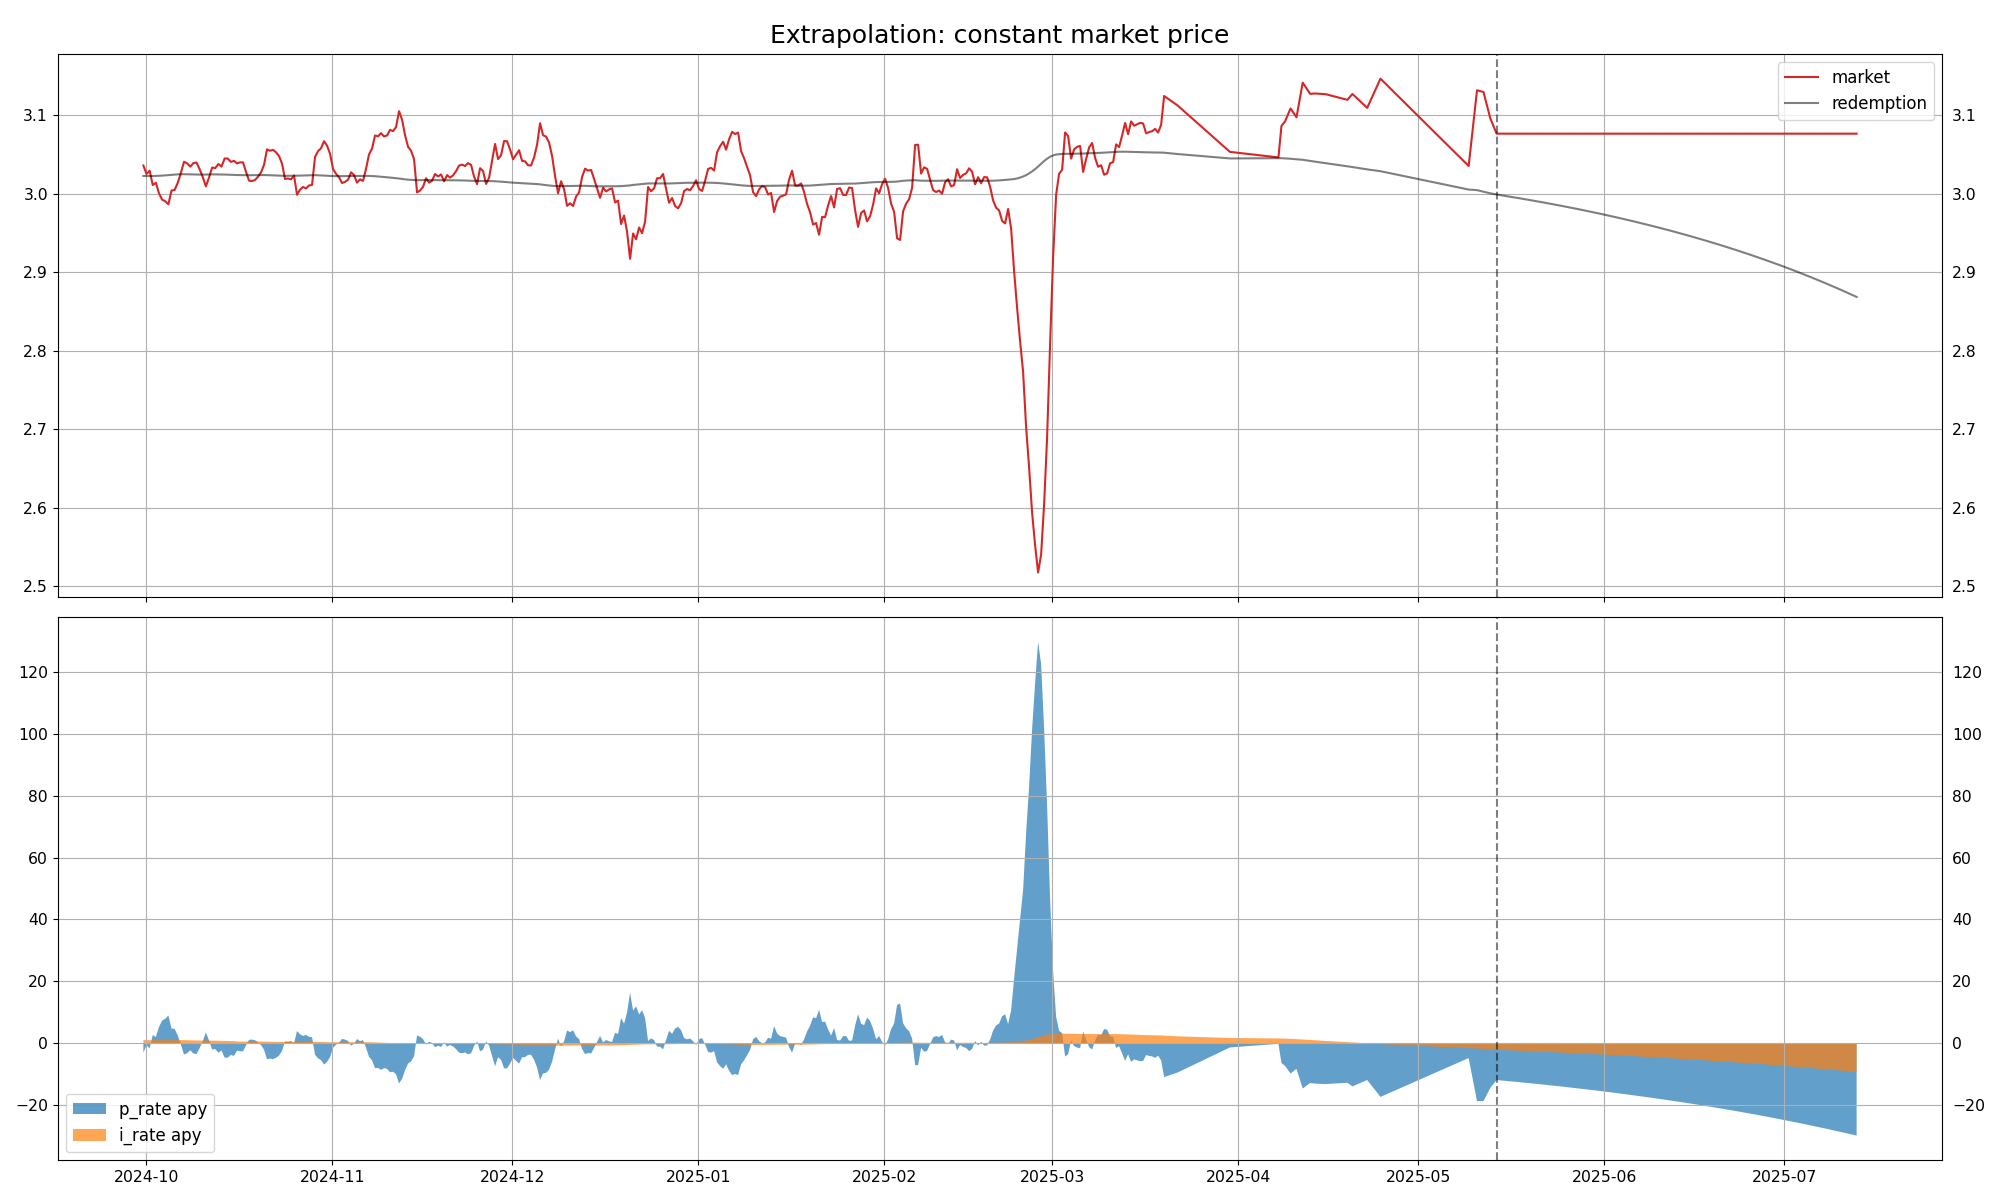 Extrapolation: constant market price
market
redemption
3.1 3.1
3.0 3.0
2.9 2.9
2.8 2.8
2.7 2.7
2.6 2.6
2.5 2.5
120 120
100 100
80 80
60 60
40 40
20 20
0 0
−20 −20
p_rate apy
i_rate apy
2024-10 2024-11 2024-12 2025-01 2025-02 2025-03 2025-04 2025-05 2025-06 2025-07